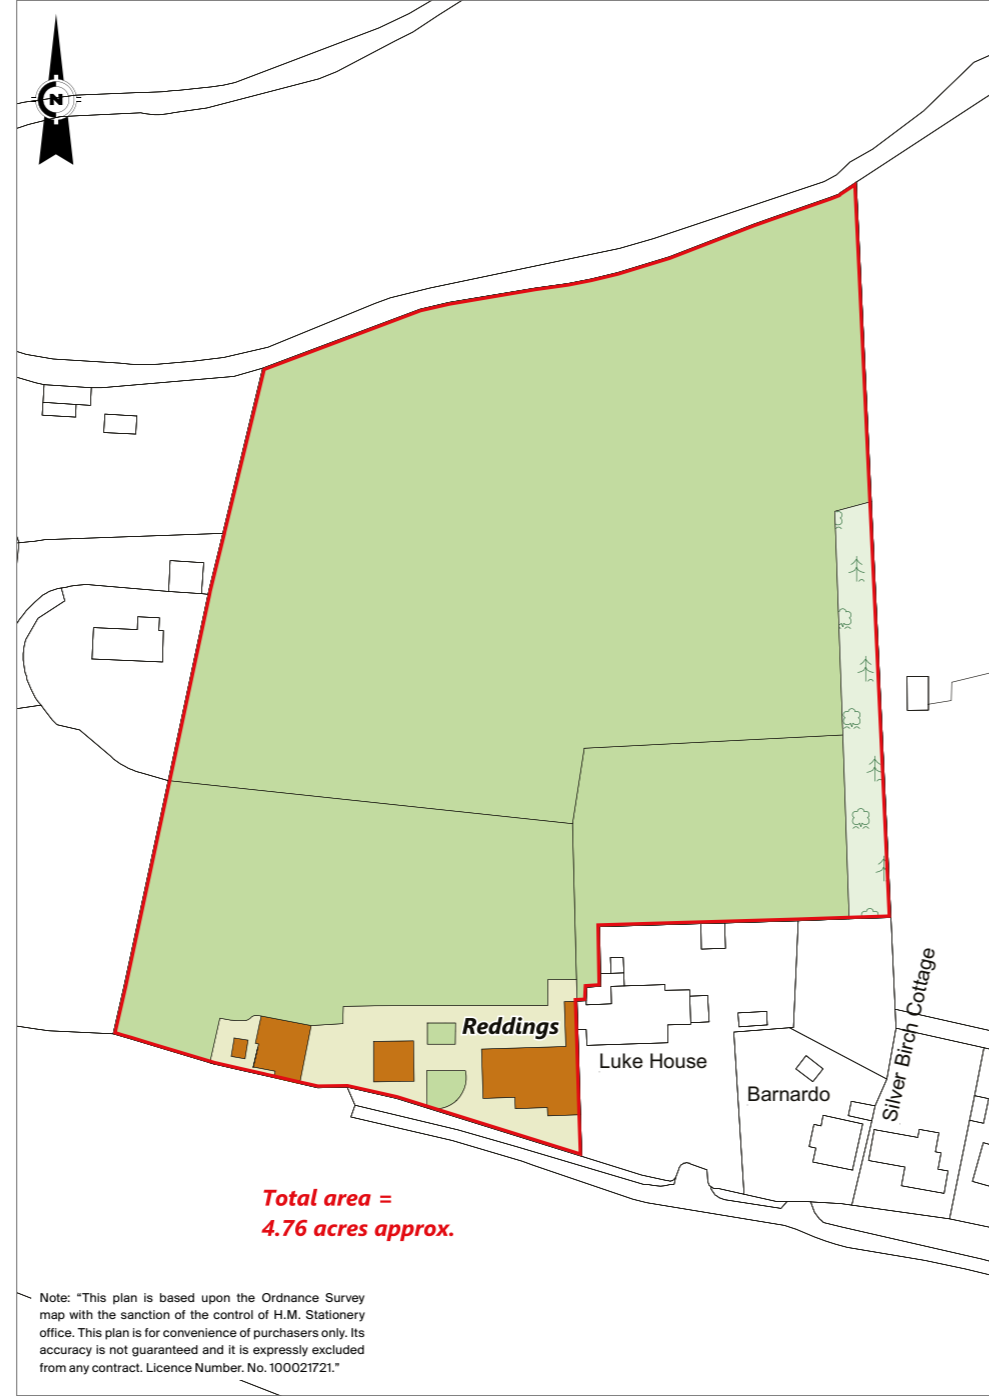 N
Reddings
Luke House
Barnardo
Silver Birch Cottage
Total area =
4.76 acres approx.
Note: “This plan is based upon the Ordnance Survey
map with the sanction of the control of H.M. Stationery
office. This plan is for convenience of purchasers only. Its
accuracy is not guaranteed and it is expressly excluded
from any contract. Licence Number. No. 100021721.”